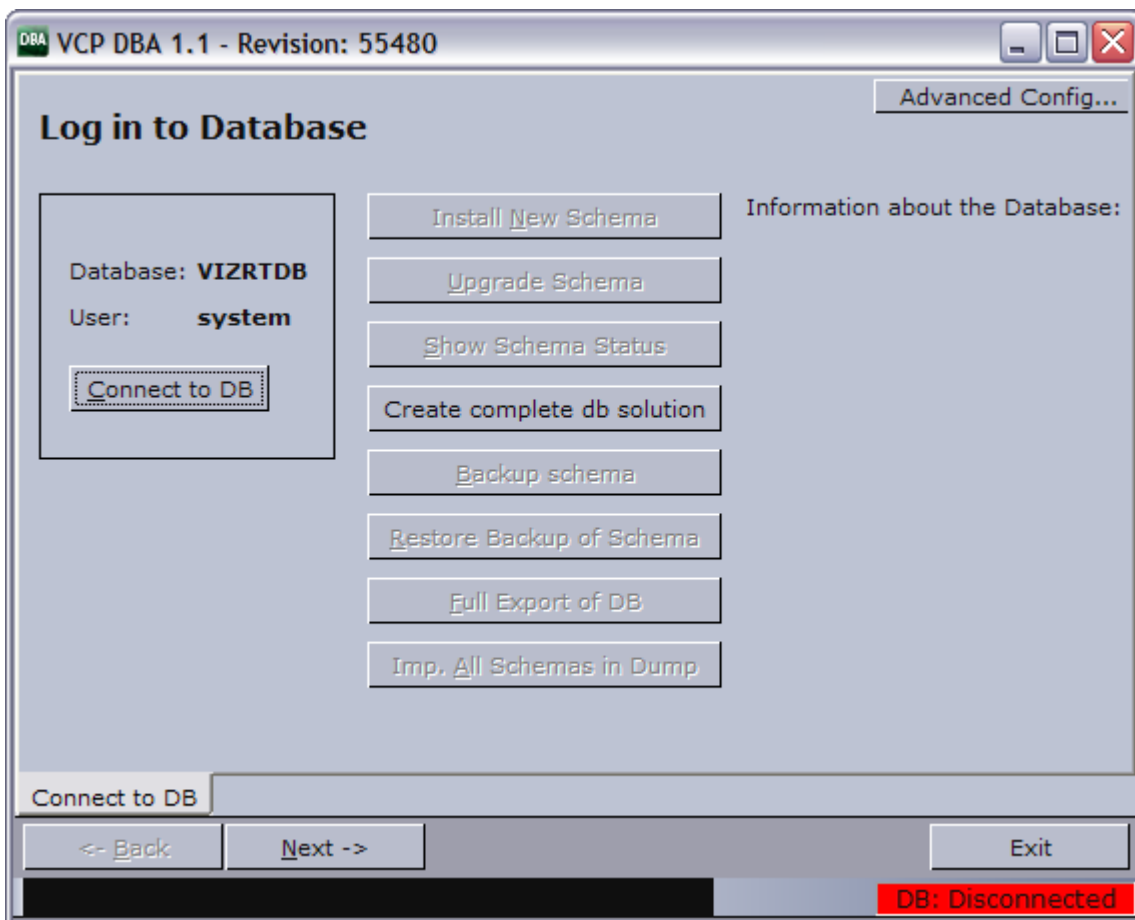 DBA VCP DBA 1.1 - Revision: 55480
Advanced Config...
Log in to Database
Database: VIZRTDB
User: system
Connect to DB
Install New Schema
Upgrade Schema
Show Schema Status
Create complete db solution
Backup schema
Restore Backup of Schema
Full Export of DB
Imp. All Schemas in Dump
Information about the Database:
Connect to DB
<- Back
Next ->
Exit
DB: Disconnected